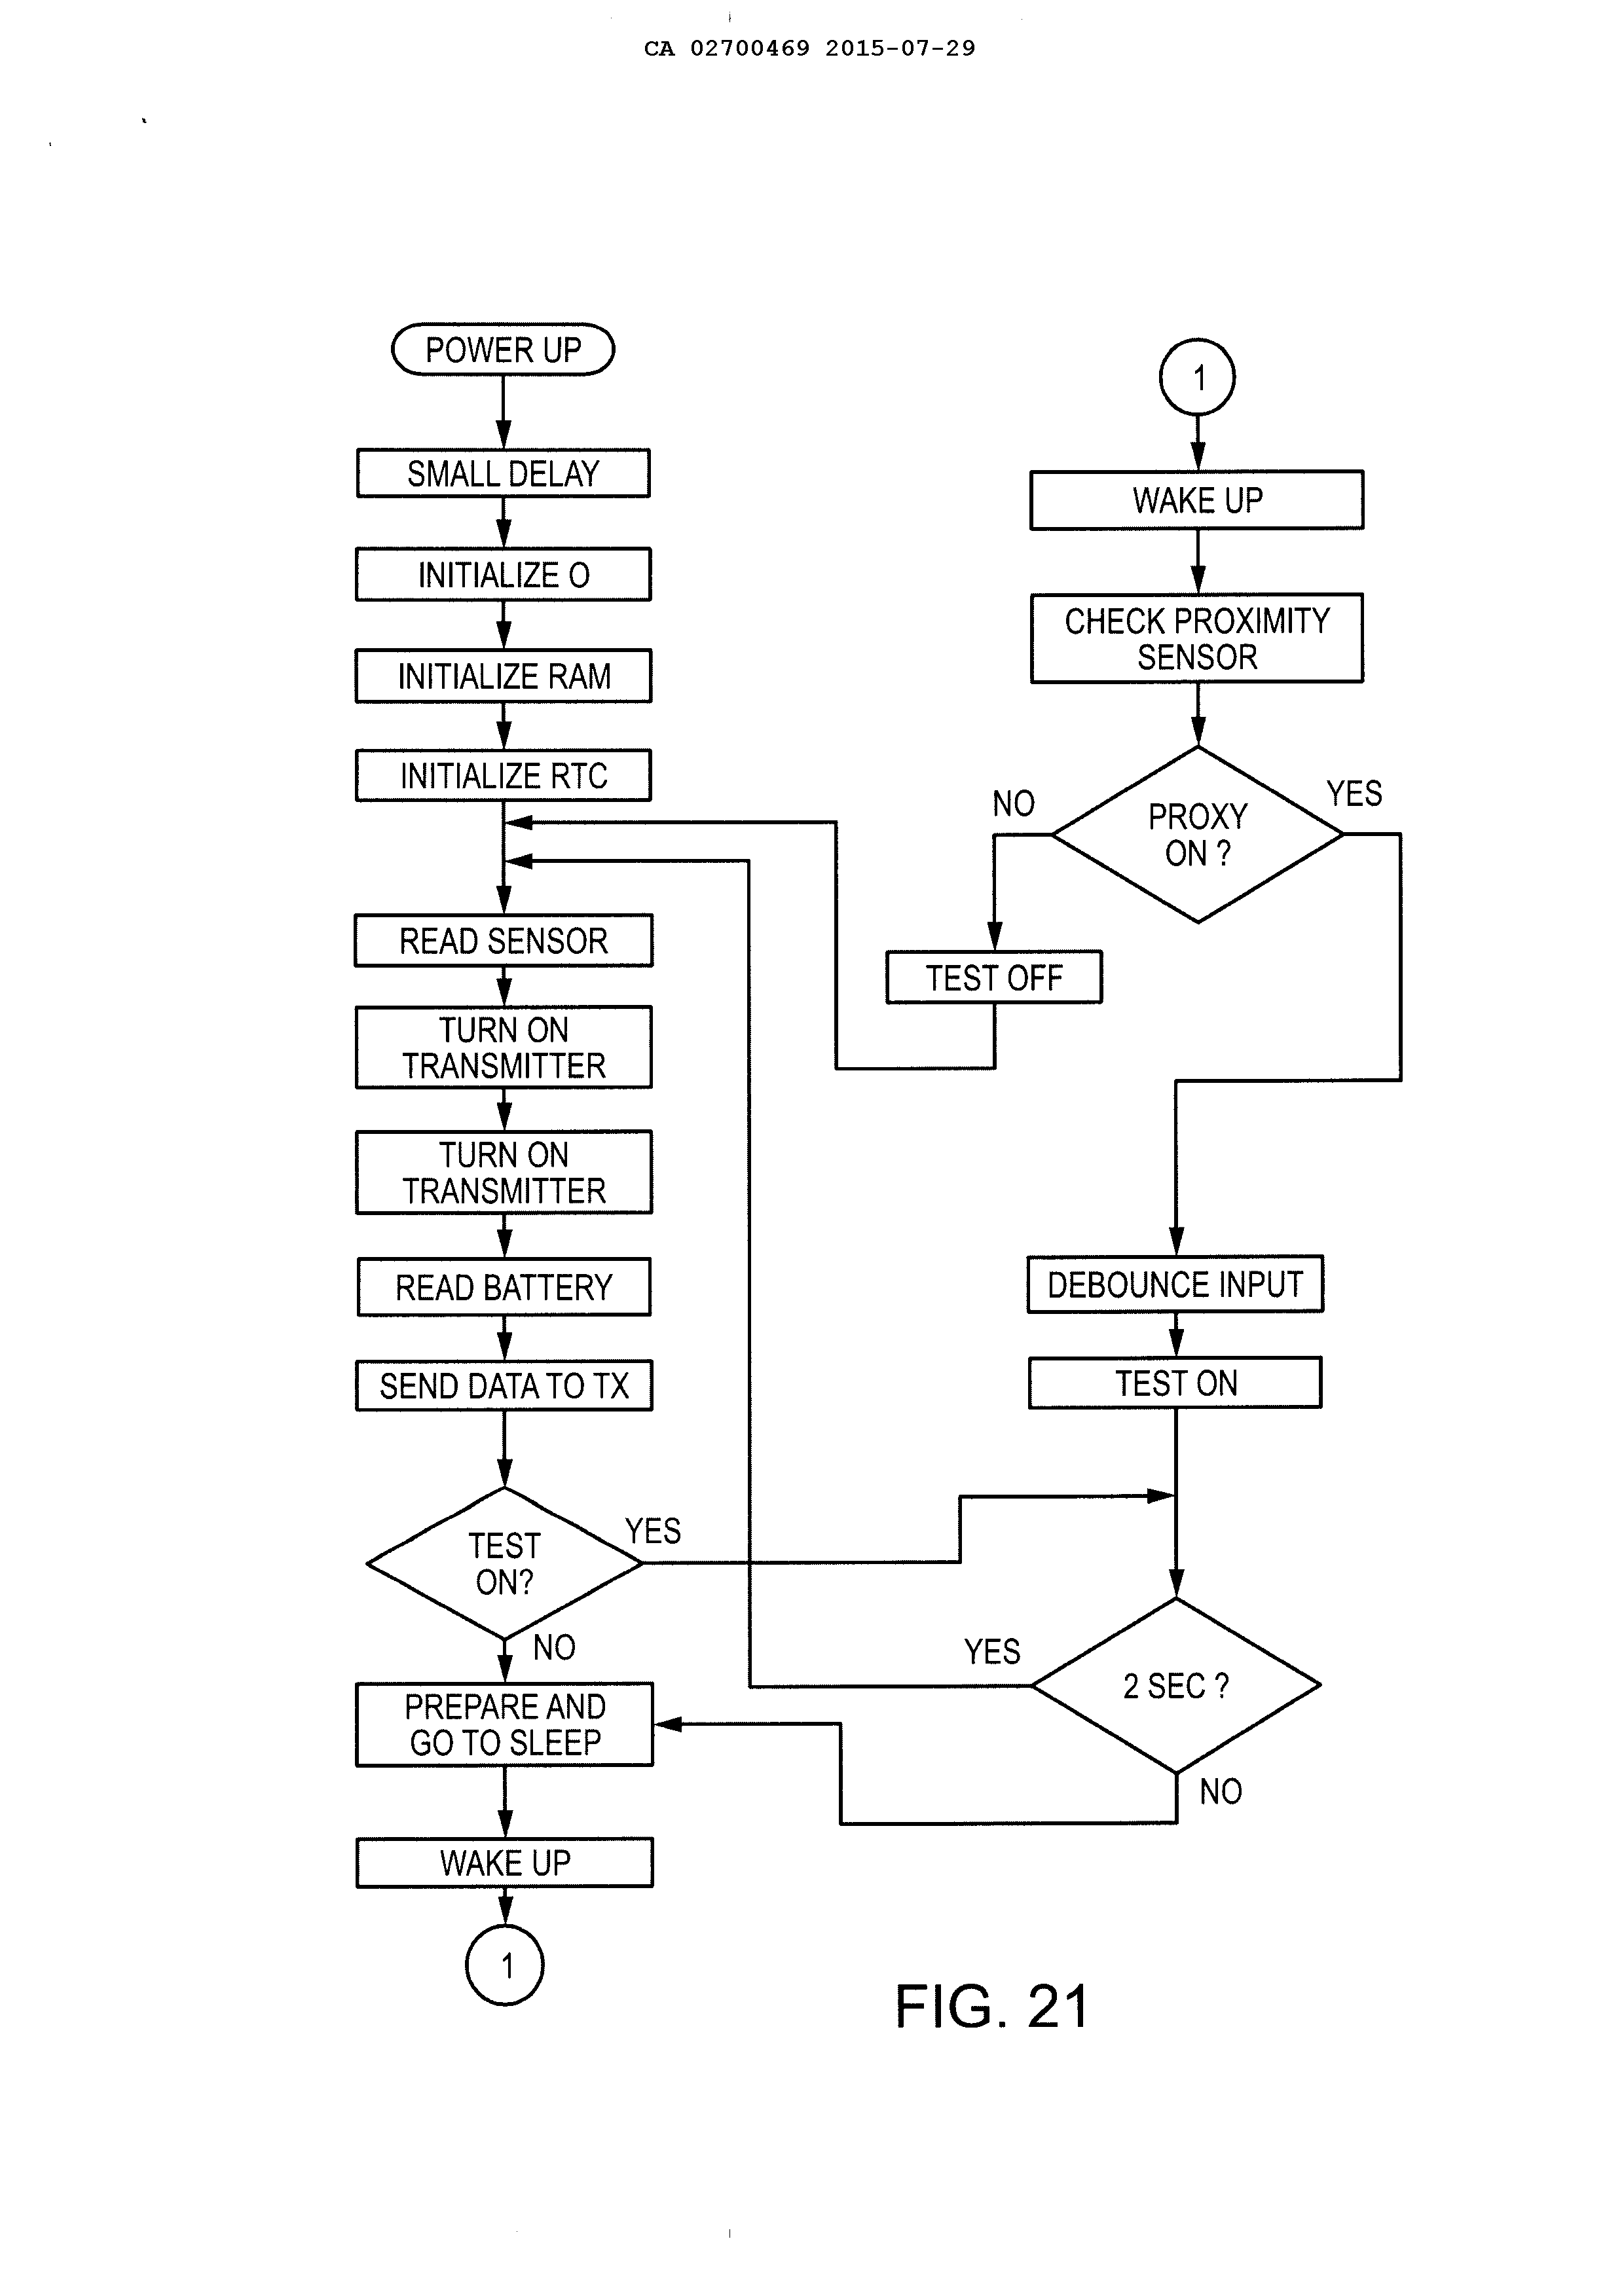 CA 02700469 2015-07-29
POWER UP
SMALL DELAY
INITIALIZE O
INITIALIZE RAM
INITIALIZE RTC
READ SENSOR
TURN ON
TRANSMITTER
TURN ON
TRANSMITTER
READ BATTERY
SEND DATA TO TX
TEST
ON?
YES
NO
PREPARE AND
GO TO SLEEP
WAKE UP
1
1
WAKE UP
CHECK PROXIMITY
SENSOR
PROXY
ON ?
NO
YES
TEST OFF
DEBOUNCE INPUT
TEST ON
2 SEC ?
YES
NO
FIG. 21